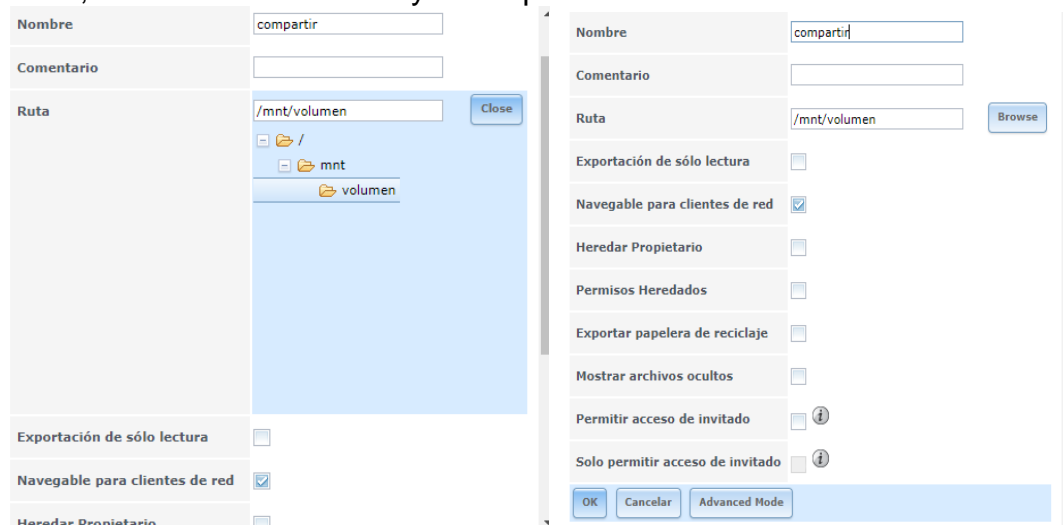 Nombre compartir
Comentario
Ruta /mnt/volumen Close
/
mnt
volumen
Exportación de sólo lectura
Navegable para clientes de red
Heredar Propietario
Nombre compartir
Comentario
Ruta /mnt/volumen Browse
Exportación de sólo lectura
Navegable para clientes de red
Heredar Propietario
Permisos Heredados
Exportar papelera de reciclaje
Mostrar archivos ocultos
Permitir acceso de invitado
Solo permitir acceso de invitado
OK Cancelar Advanced Mode